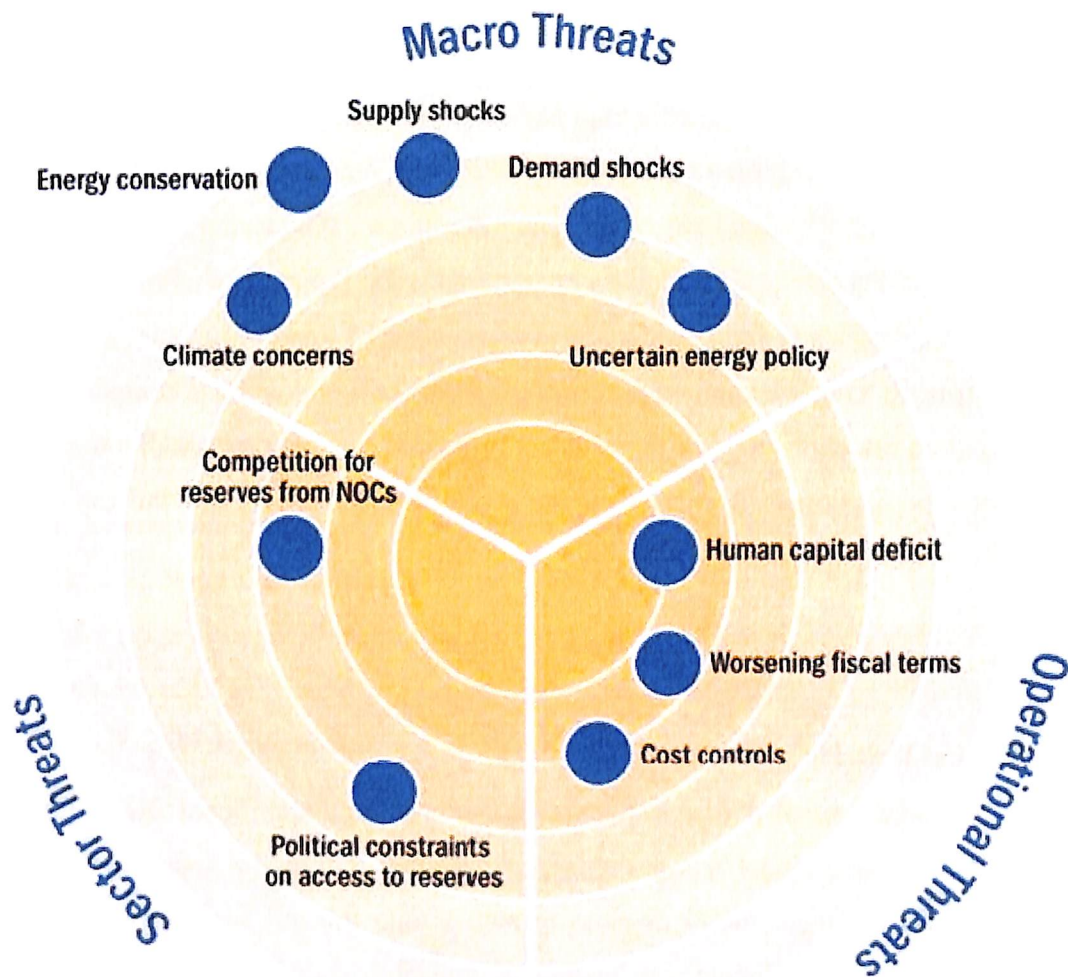 Macro Threats
Supply shocks
Energy conservation
Demand shocks
Climate concerns
Uncertain energy policy
Competition for
reserves from NOCs
Human capital deficit
Worsening fiscal terms
Cost controls
Political constraints
on access to reserves
Sector Threats
Operational Threats